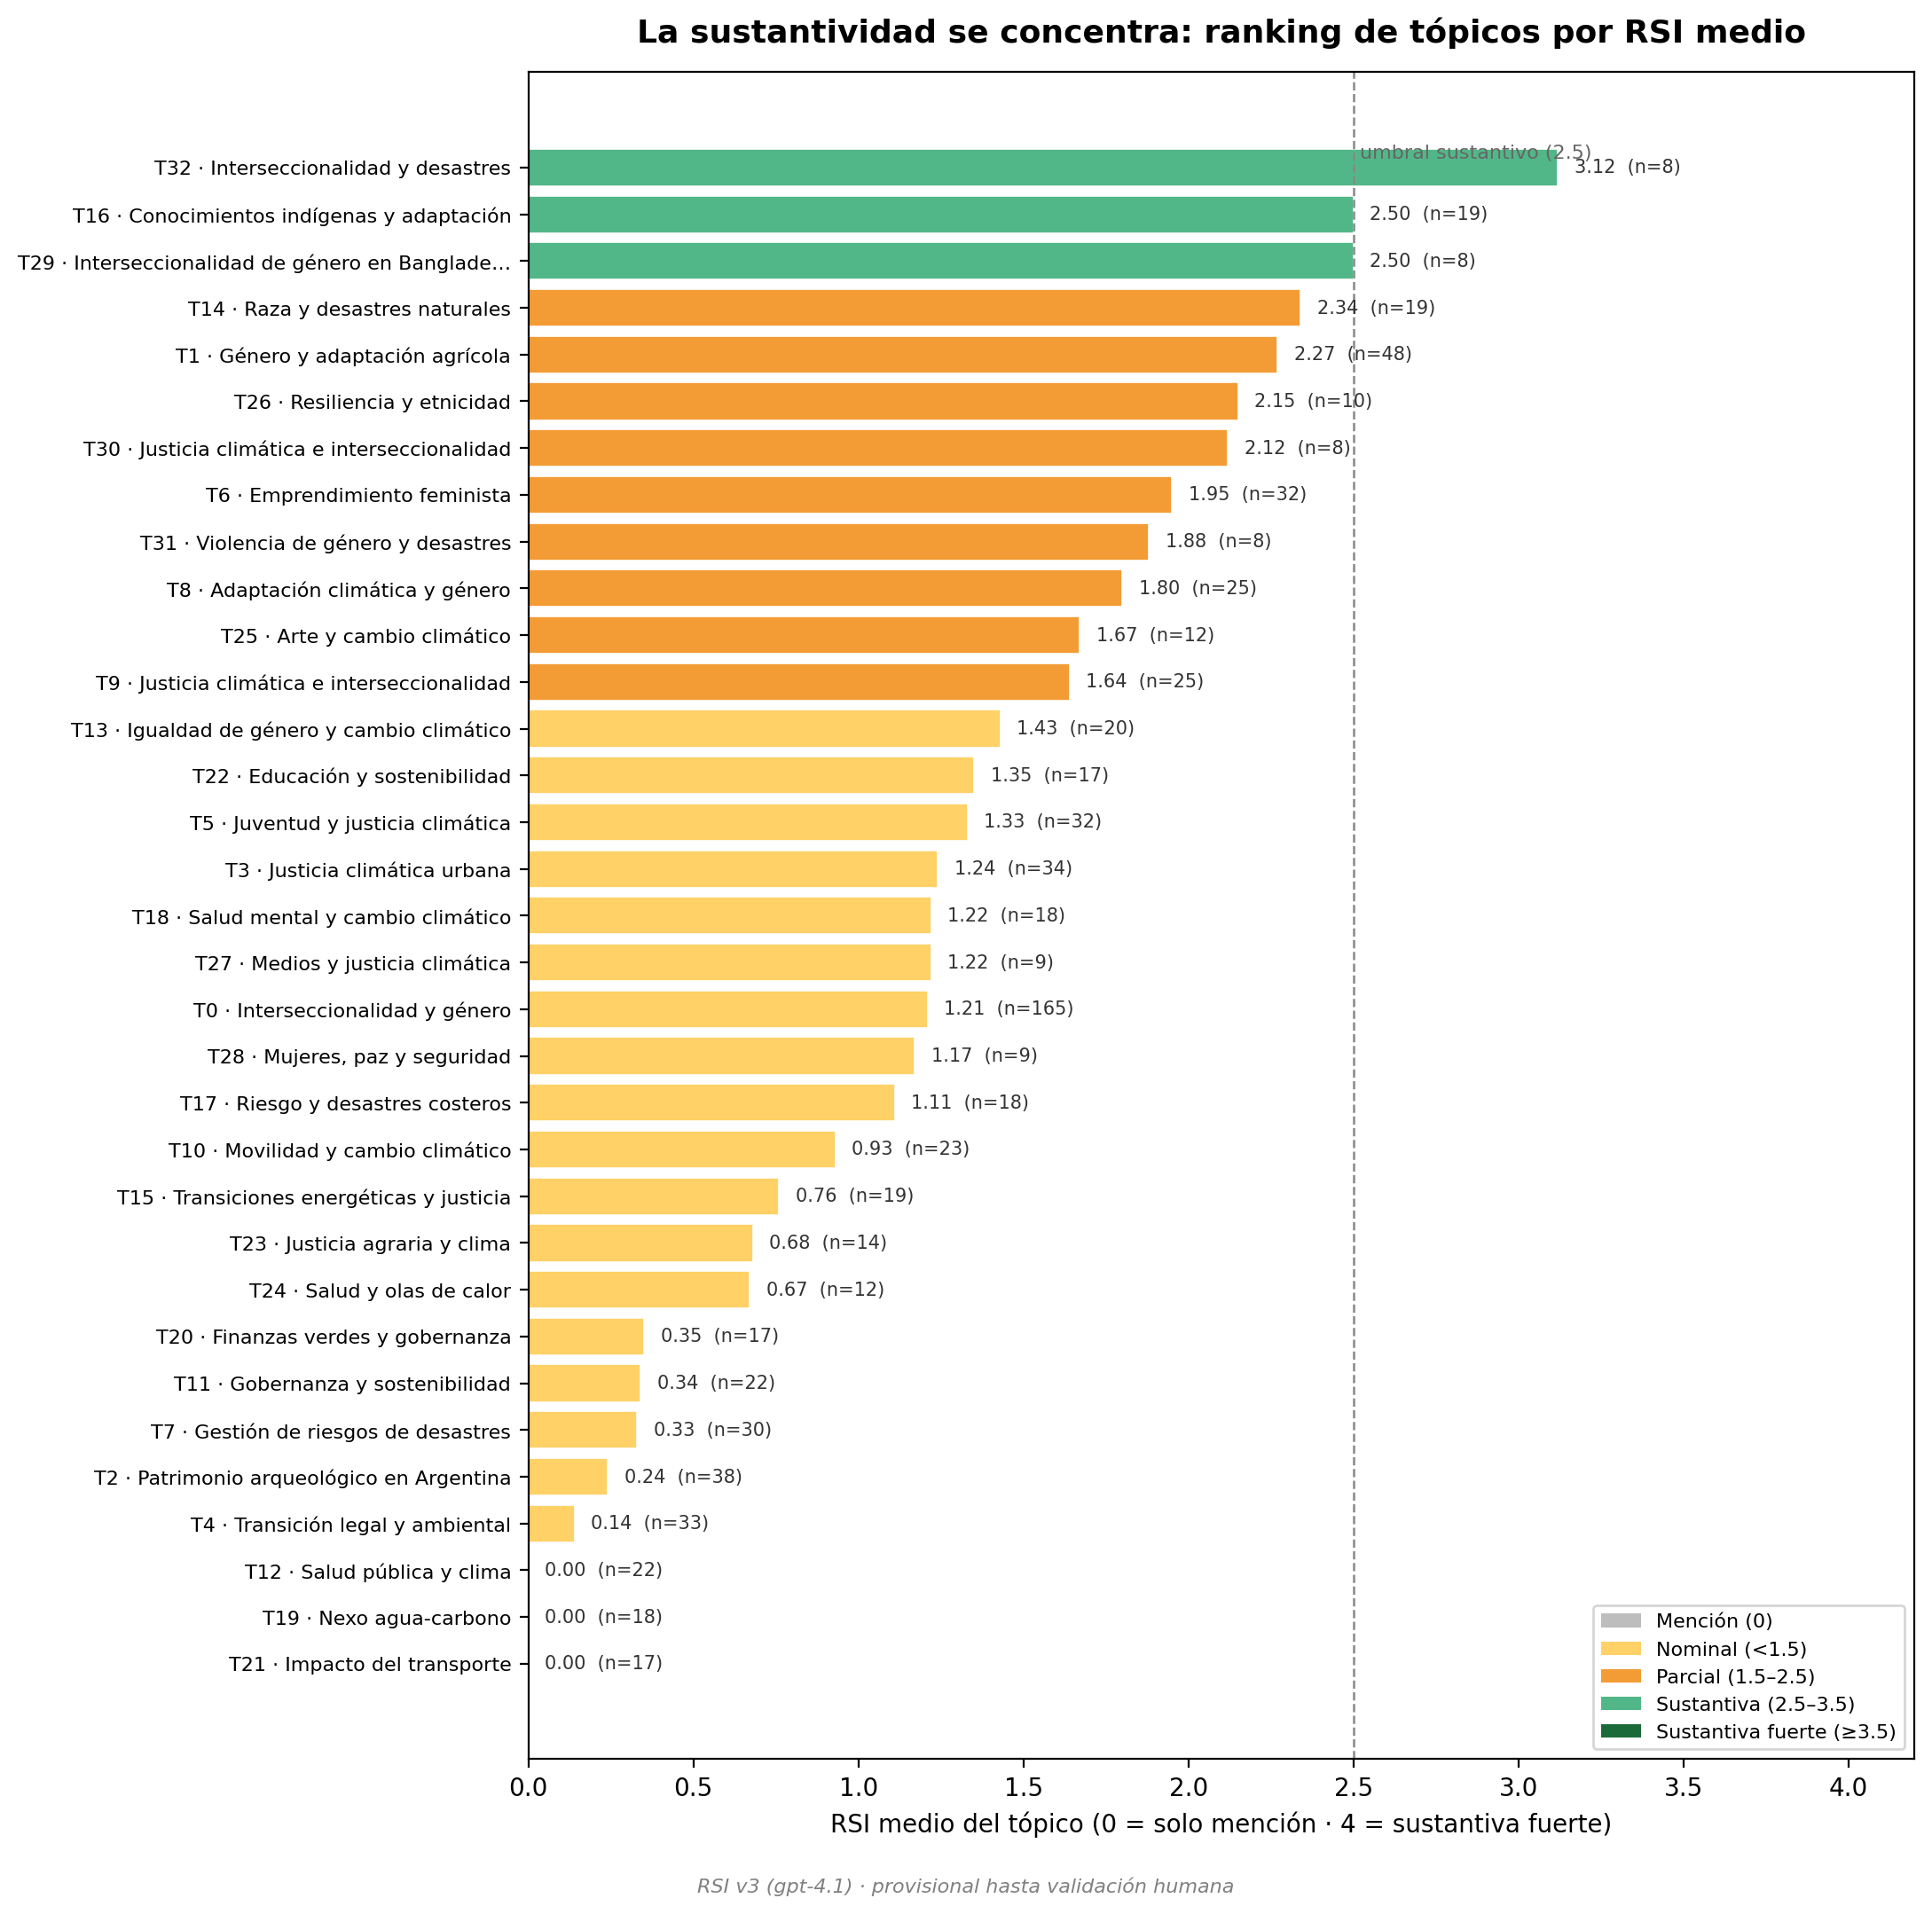 La sustantividad se concentra: ranking de tópicos por RSI medio
umbral sustantivo (2.5)
T32 · Interseccionalidad y desastres 3.12 (n=8)
T16 · Conocimientos indígenas y adaptación 2.50 (n=19)
T29 · Interseccionalidad de género en Banglade... 2.50 (n=8)
T14 · Raza y desastres naturales 2.34 (n=19)
T1 · Género y adaptación agrícola 2.27 (n=48)
T26 · Resiliencia y etnicidad 2.15 (n=10)
T30 · Justicia climática e interseccionalidad 2.12 (n=8)
T6 · Emprendimiento feminista 1.95 (n=32)
T31 · Violencia de género y desastres 1.88 (n=8)
T8 · Adaptación climática y género 1.80 (n=25)
T25 · Arte y cambio climático 1.67 (n=12)
T9 · Justicia climática e interseccionalidad 1.64 (n=25)
T13 · Igualdad de género y cambio climático 1.43 (n=20)
T22 · Educación y sostenibilidad 1.35 (n=17)
T5 · Juventud y justicia climática 1.33 (n=32)
T3 · Justicia climática urbana 1.24 (n=34)
T18 · Salud mental y cambio climático 1.22 (n=18)
T27 · Medios y justicia climática 1.22 (n=9)
T0 · Interseccionalidad y género 1.21 (n=165)
T28 · Mujeres, paz y seguridad 1.17 (n=9)
T17 · Riesgo y desastres costeros 1.11 (n=18)
T10 · Movilidad y cambio climático 0.93 (n=23)
T15 · Transiciones energéticas y justicia 0.76 (n=19)
T23 · Justicia agraria y clima 0.68 (n=14)
T24 · Salud y olas de calor 0.67 (n=12)
T20 · Finanzas verdes y gobernanza 0.35 (n=17)
T11 · Gobernanza y sostenibilidad 0.34 (n=22)
T7 · Gestión de riesgos de desastres 0.33 (n=30)
T2 · Patrimonio arqueológico en Argentina 0.24 (n=38)
T4 · Transición legal y ambiental 0.14 (n=33)
T12 · Salud pública y clima 0.00 (n=22)
T19 · Nexo agua-carbono 0.00 (n=18)
T21 · Impacto del transporte 0.00 (n=17)
Mención (0)
Nominal (<1.5)
Parcial (1.5–2.5)
Sustantiva (2.5–3.5)
Sustantiva fuerte (≥3.5)
0.0 0.5 1.0 1.5 2.0 2.5 3.0 3.5 4.0
RSI medio del tópico (0 = solo mención · 4 = sustantiva fuerte)
RSI v3 (gpt-4.1) · provisional hasta validación humana